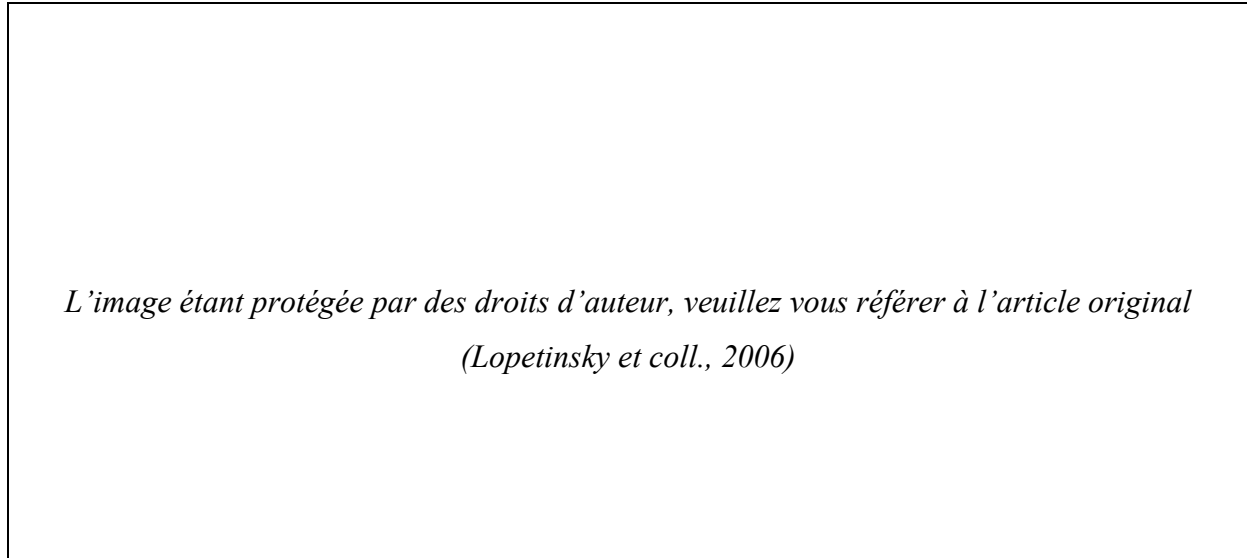 L’image étant protégée par des droits d’auteur, veuillez vous référer à l’article original
(Lopetinsky et coll., 2006)